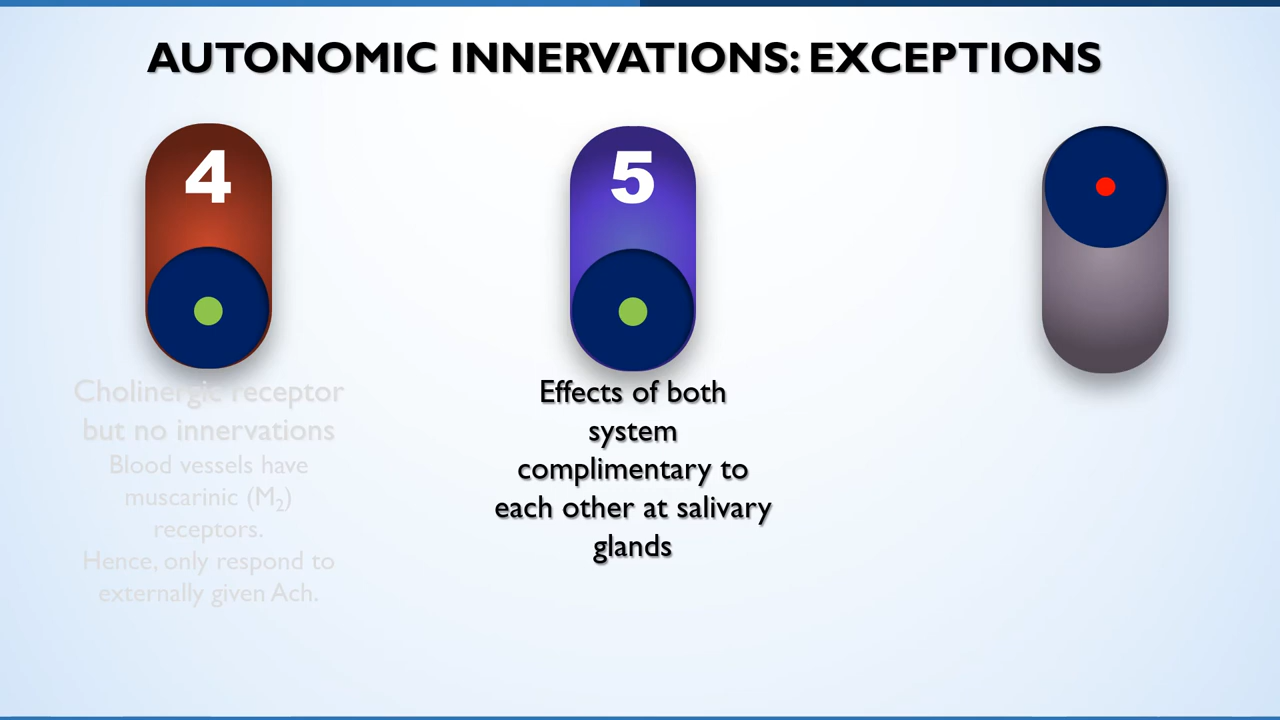 AUTONOMIC INNERVATIONS: EXCEPTIONS
4
Cholinergic receptor
but no innervations
Blood vessels have
muscarinic (M₂)
receptors.
Hence, only respond to
externally given Ach.
5
Effects of both
system
complimentary to
each other at salivary
glands